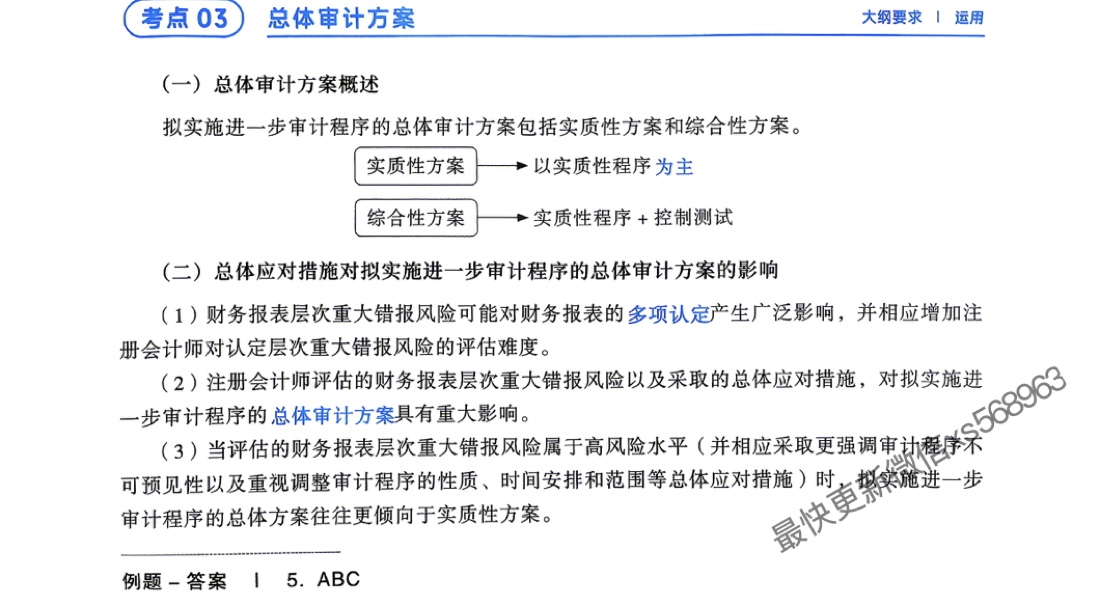 考点 03 总体审计方案 大纲要求 | 运用
（一）总体审计方案概述
拟实施进一步审计程序的总体审计方案包括实质性方案和综合性方案。
实质性方案 以实质性程序为主
综合性方案 实质性程序 + 控制测试
（二）总体应对措施对拟实施进一步审计程序的总体审计方案的影响
（1）财务报表层次重大错报风险可能对财务报表的多项认定产生广泛影响，并相应增加注
册会计师对认定层次重大错报风险的评估难度。
（2）注册会计师评估的财务报表层次重大错报风险以及采取的总体应对措施，对拟实施进
一步审计程序的总体审计方案具有重大影响。
（3）当评估的财务报表层次重大错报风险属于高风险水平（并相应采取更强调审计程序不
可预见性以及重视调整审计程序的性质、时间安排和范围等总体应对措施）时，拟实施进一步
审计程序的总体方案往往更倾向于实质性方案。
最快更新微信xs568963
例题 – 答案 | 5. ABC